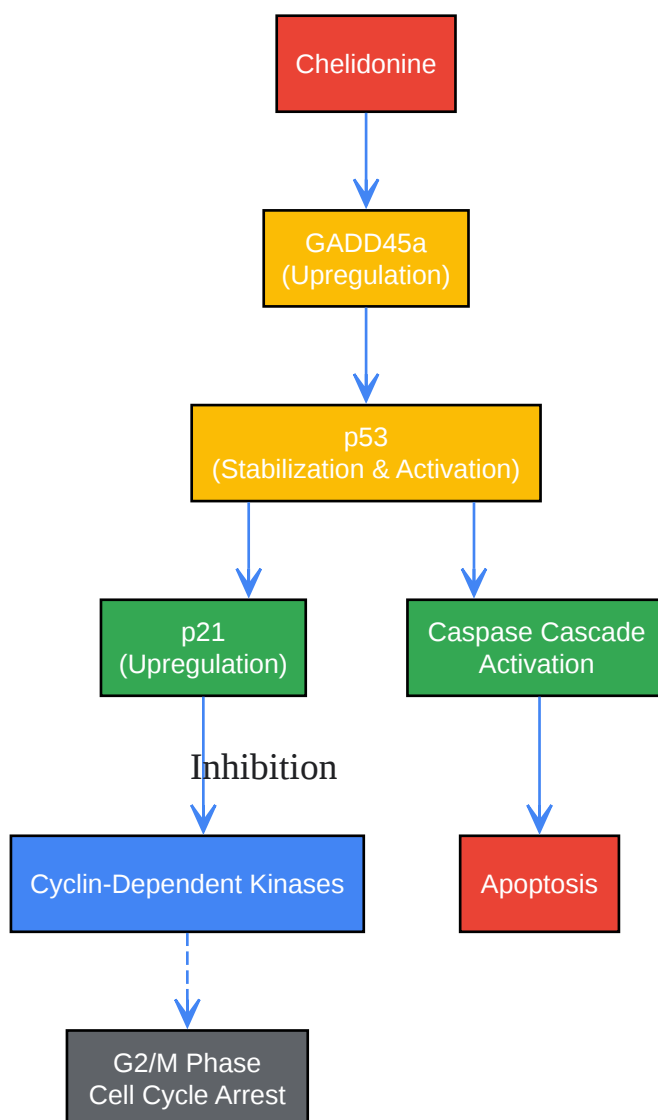 Chelidonine
GADD45a
(Upregulation)
p53
(Stabilization & Activation)
p21
(Upregulation)
Caspase Cascade
Activation
Inhibition
Cyclin-Dependent Kinases
Apoptosis
G2/M Phase
Cell Cycle Arrest